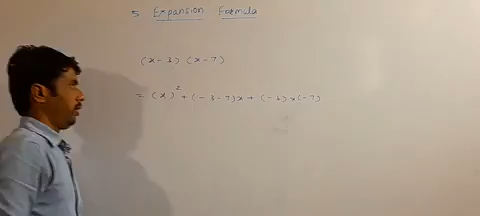 5 Expansion Formula
(x - 3) (x - 7)
= (x)² + (- 3 - 7)x + (- 3) x (- 7)